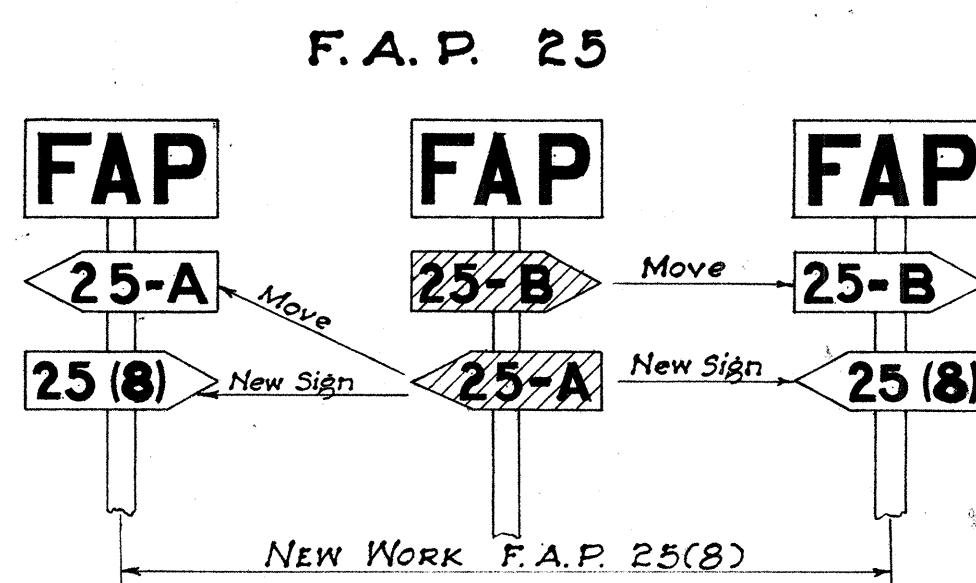 F. A. P. 25
FAP FAP FAP
25-A 25-B Move 25-B
Move
25 (8) New Sign 25-A New Sign 25 (8)
NEW WORK F. A. P. 25(8)